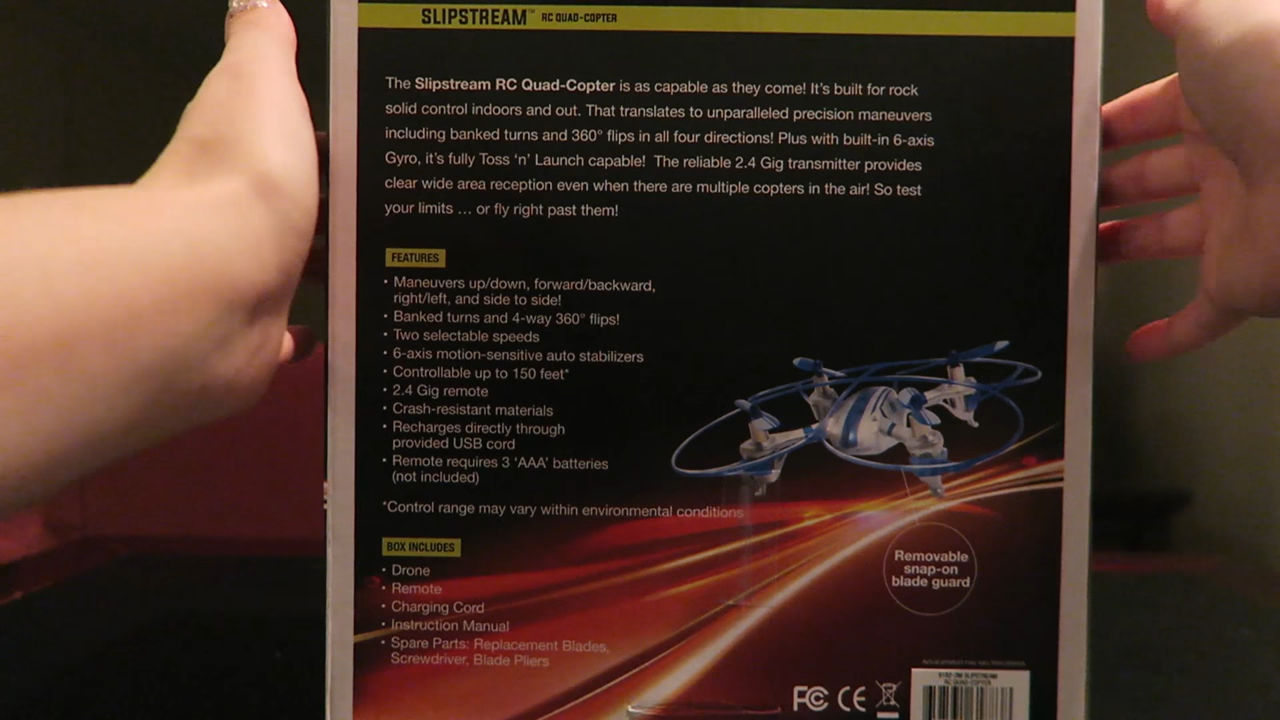 SLIPSTREAM™ RC QUAD-COPTER
The Slipstream RC Quad-Copter is as capable as they come! It's built for rock
solid control indoors and out. That translates to unparalleled precision maneuvers
including banked turns and 360° flips in all four directions! Plus with built-in 6-axis
Gyro, it's fully Toss 'n' Launch capable! The reliable 2.4 Gig transmitter provides
clear wide area reception even when there are multiple copters in the air! So test
your limits ... or fly right past them!
FEATURES
• Maneuvers up/down, forward/backward,
right/left, and side to side!
• Banked turns and 4-way 360° flips!
• Two selectable speeds
• 6-axis motion-sensitive auto stabilizers
• Controllable up to 150 feet*
• 2.4 Gig remote
• Crash-resistant materials
• Recharges directly through
provided USB cord
• Remote requires 3 'AAA' batteries
(not included)
*Control range may vary within environmental conditions
BOX INCLUDES
• Drone
• Remote
• Charging Cord
• Instruction Manual
• Spare Parts: Replacement Blades,
Screwdriver, Blade Pliers
Removable
snap-on
blade guard
FC CE
SLIPSTREAM
RC QUAD-COPTER